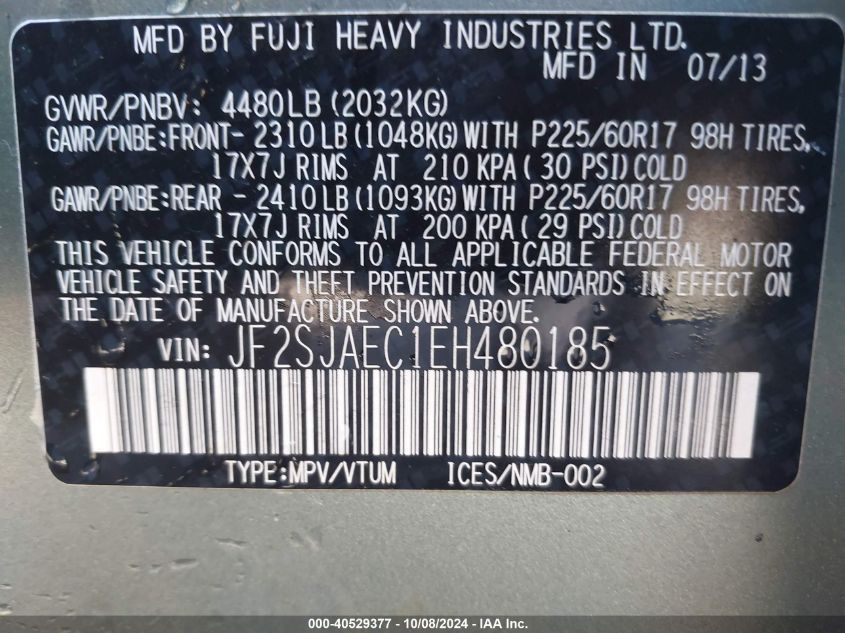 MFD BY FUJI HEAVY INDUSTRIES LTD.
MFD IN 07/13
GVWR/PNBV: 4480LB(2032KG)
GAWR/PNBE:FRONT- 2310LB(1048KG)WITH P225/60R17 98H TIRES,
17X7J RIMS AT 210 KPA(30 PSI)COLD
GAWR/PNBE:REAR - 2410LB(1093KG)WITH P225/60R17 98H TIRES,
17X7J RIMS AT 200 KPA(29 PSI)COLD
THIS VEHICLE CONFORMS TO ALL APPLICABLE FEDERAL MOTOR
VEHICLE SAFETY AND THEFT PREVENTION STANDARDS IN EFFECT ON
THE DATE OF MANUFACTURE SHOWN ABOVE.
VIN: JF2SJAEC1EH480185
TYPE:MPV/VTUM ICES/NMB-002
000-40529377 - 10/08/2024 - IAA Inc.